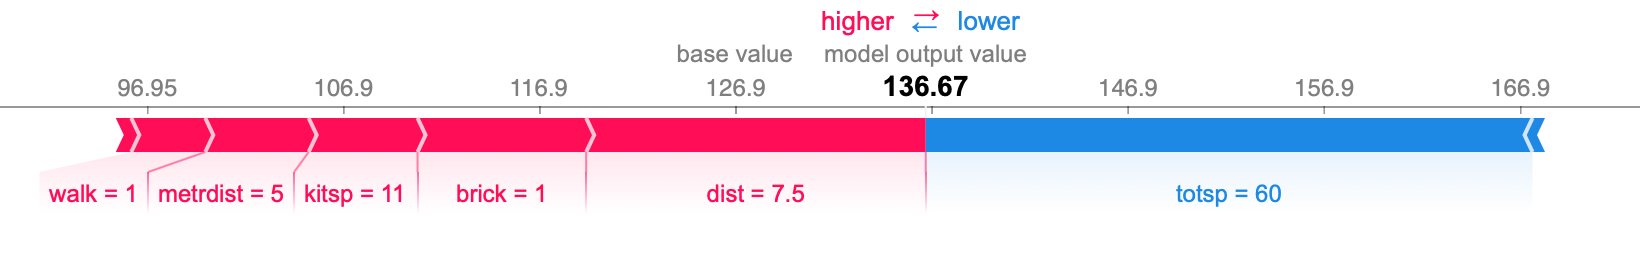 higher ⇄ lower
base value model output value
96.95 106.9 116.9 126.9 136.67 146.9 156.9 166.9
walk = 1 metrdist = 5 kitsp = 11 brick = 1 dist = 7.5 totsp = 60